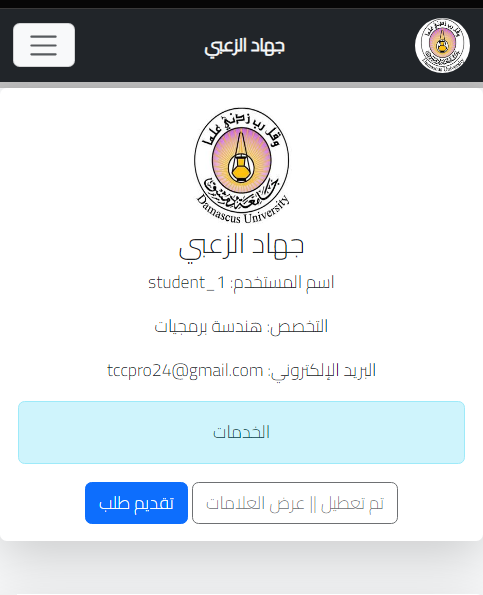 جهاد الزعبي
وقل رب زدني علما
جامعة دمشق
Damascus University
جهاد الزعبي
اسم المستخدم: student_1
التخصص: هندسة برمجيات
البريد الإلكتروني: tccpro24@gmail.com
الخدمات
تم تعطيل || عرض العلامات
تقديم طلب